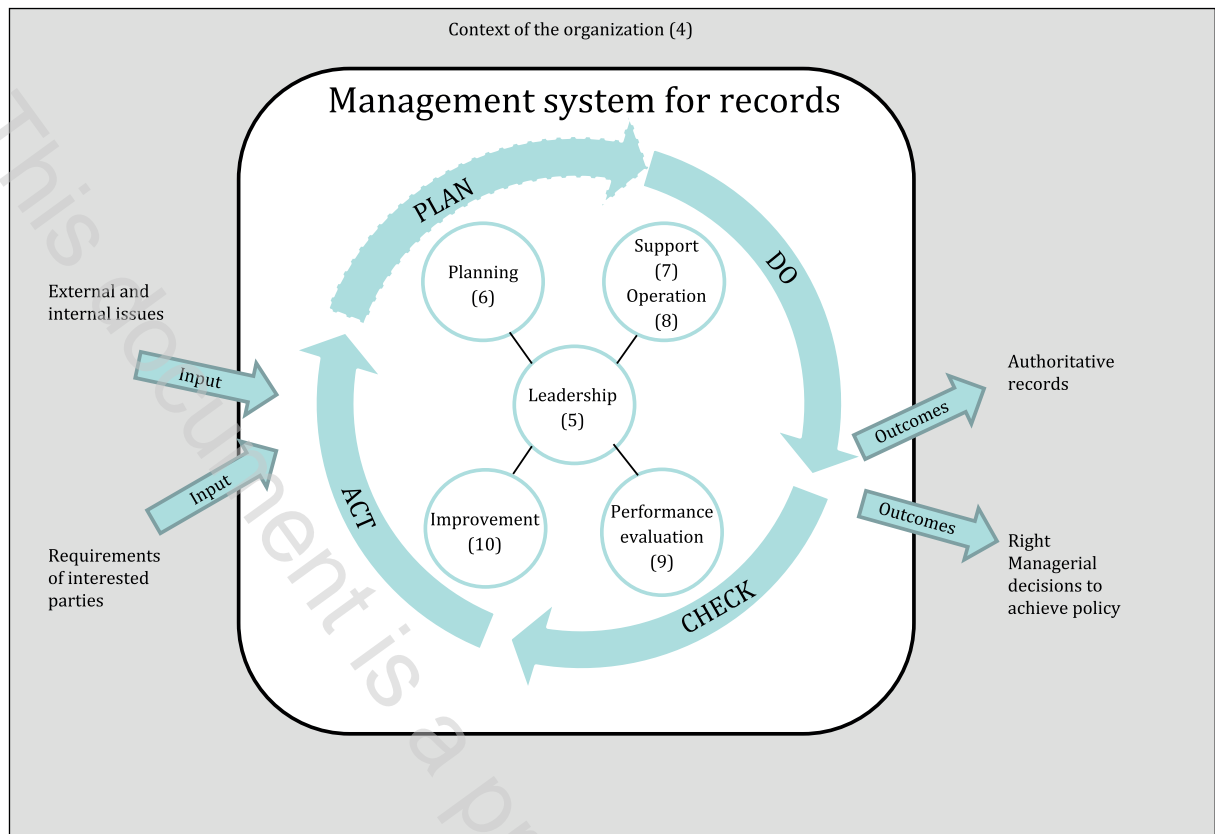 Context of the organization (4)
Management system for records
PLAN
DO
Planning
(6)
Support
(7)
Operation
(8)
External and
internal issues
Input
Leadership
(5)
Authoritative
records
Outcomes
Input
ACT
Improvement
(10)
Performance
evaluation
(9)
Outcomes
Requirements
of interested
parties
Right
Managerial
decisions to
achieve policy
CHECK
This document is a pr